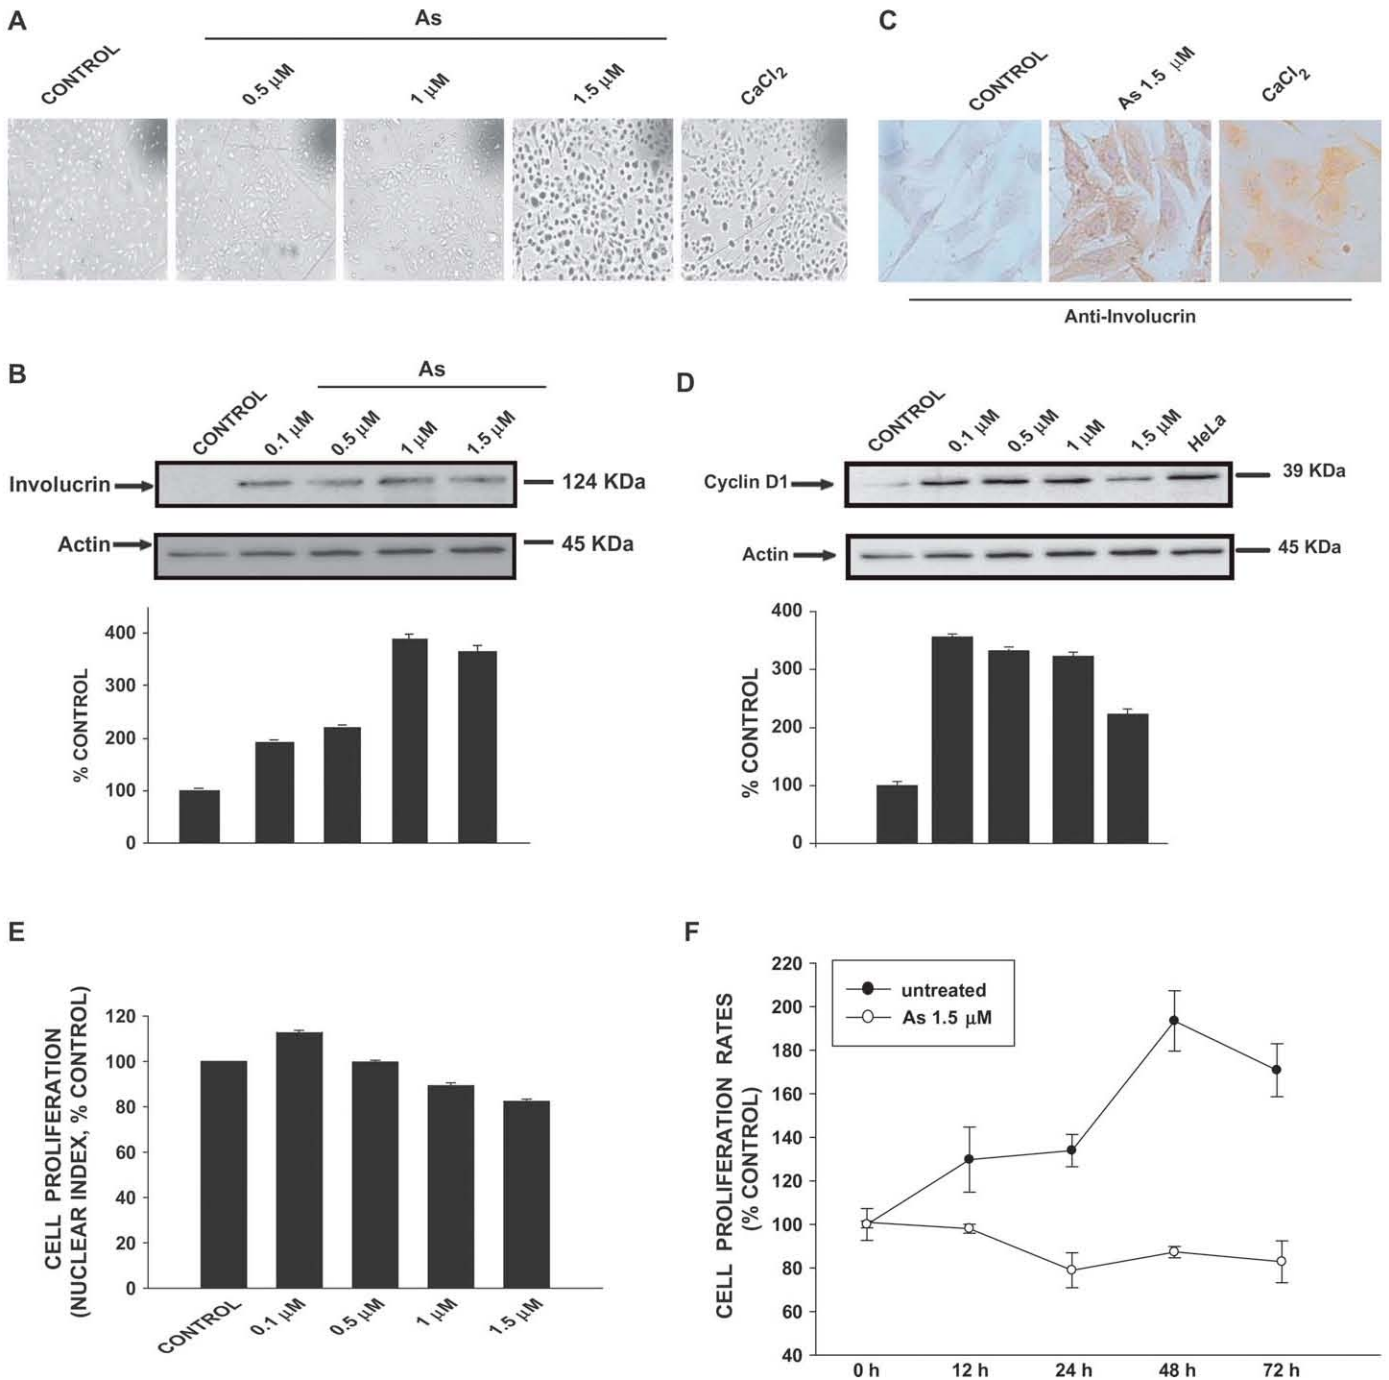 A
As
CONTROL
0.5 µM
1 µM
1.5 µM
CaCl2
C
CONTROL
As 1.5 µM
CaCl2
Anti-Involucrin
B
As
CONTROL
0.1 µM
0.5 µM
1 µM
1.5 µM
Involucrin
124 KDa
Actin
45 KDa
% CONTROL
400
300
200
100
0
D
CONTROL
0.1 µM
0.5 µM
1 µM
1.5 µM
HeLa
Cyclin D1
39 KDa
Actin
45 KDa
% CONTROL
400
300
200
100
0
E
CELL PROLIFERATION
(NUCLEAR INDEX, % CONTROL)
120
100
80
60
40
20
0
CONTROL
0.1 µM
0.5 µM
1 µM
1.5 µM
F
CELL PROLIFERATION RATES
(% CONTROL)
220
200
180
160
140
120
100
80
60
40
untreated
As 1.5 µM
0 h
12 h
24 h
48 h
72 h